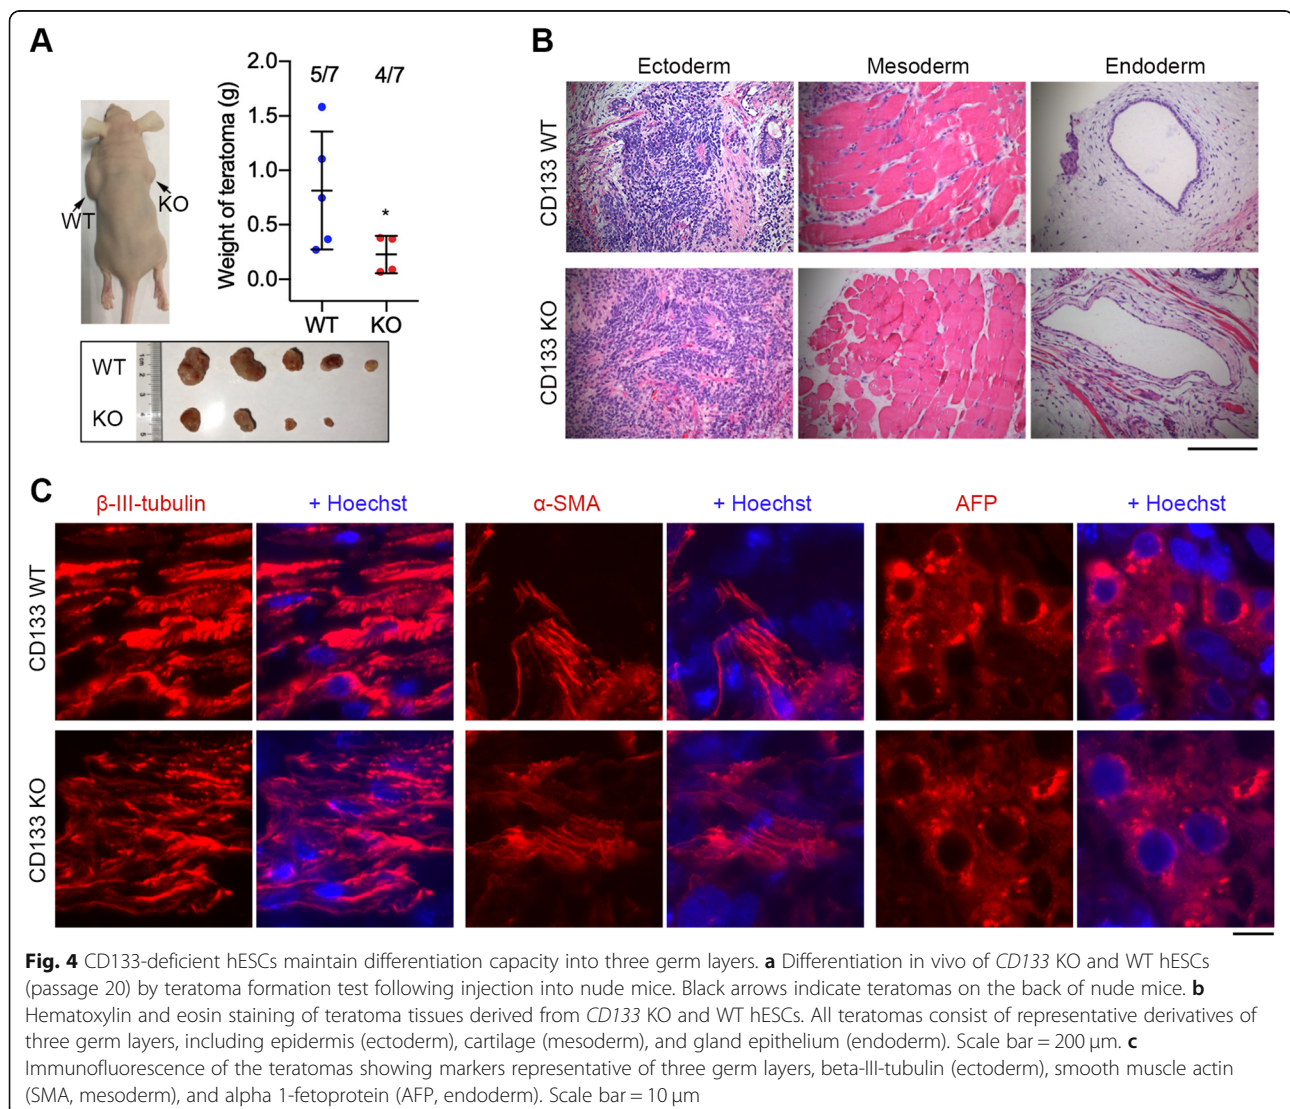 A
B
2.0
1.5
1.0
0.5
0.0
Weight of teratoma (g)
5/7
4/7
*
WT
KO
WT
KO
WT
KO
Ectoderm
Mesoderm
Endoderm
CD133 WT
CD133 KO
C
β-III-tubulin
+ Hoechst
α-SMA
+ Hoechst
AFP
+ Hoechst
CD133 WT
CD133 KO
Fig. 4 CD133-deficient hESCs maintain differentiation capacity into three germ layers. a Differentiation in vivo of CD133 KO and WT hESCs
(passage 20) by teratoma formation test following injection into nude mice. Black arrows indicate teratomas on the back of nude mice. b
Hematoxylin and eosin staining of teratoma tissues derived from CD133 KO and WT hESCs. All teratomas consist of representative derivatives of
three germ layers, including epidermis (ectoderm), cartilage (mesoderm), and gland epithelium (endoderm). Scale bar = 200 μm. c
Immunofluorescence of the teratomas showing markers representative of three germ layers, beta-III-tubulin (ectoderm), smooth muscle actin
(SMA, mesoderm), and alpha 1-fetoprotein (AFP, endoderm). Scale bar = 10 μm